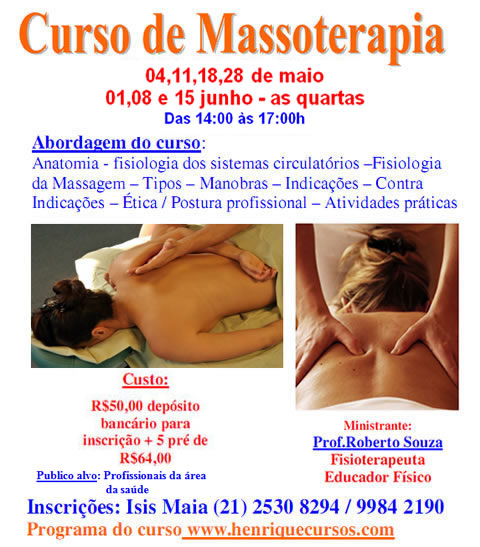 Curso de Massoterapia
04,11,18,28 de maio
01,08 e 15 junho - as quartas
Das 14:00 às 17:00h
Abordagem do curso:
Anatomia - fisiologia dos sistemas circulatórios –Fisiologia
da Massagem – Tipos – Manobras – Indicações – Contra
Indicações – Ética / Postura profissional – Atividades práticas
Custo:
R$50,00 depósito
bancário para
inscrição + 5 pré de
R$64,00
Publico alvo: Profissionais da área
da saúde
Ministrante:
Prof.Roberto Souza
Fisioterapeuta
Educador Físico
Inscrições: Isis Maia (21) 2530 8294 / 9984 2190
Programa do curso www.henriquecursos.com